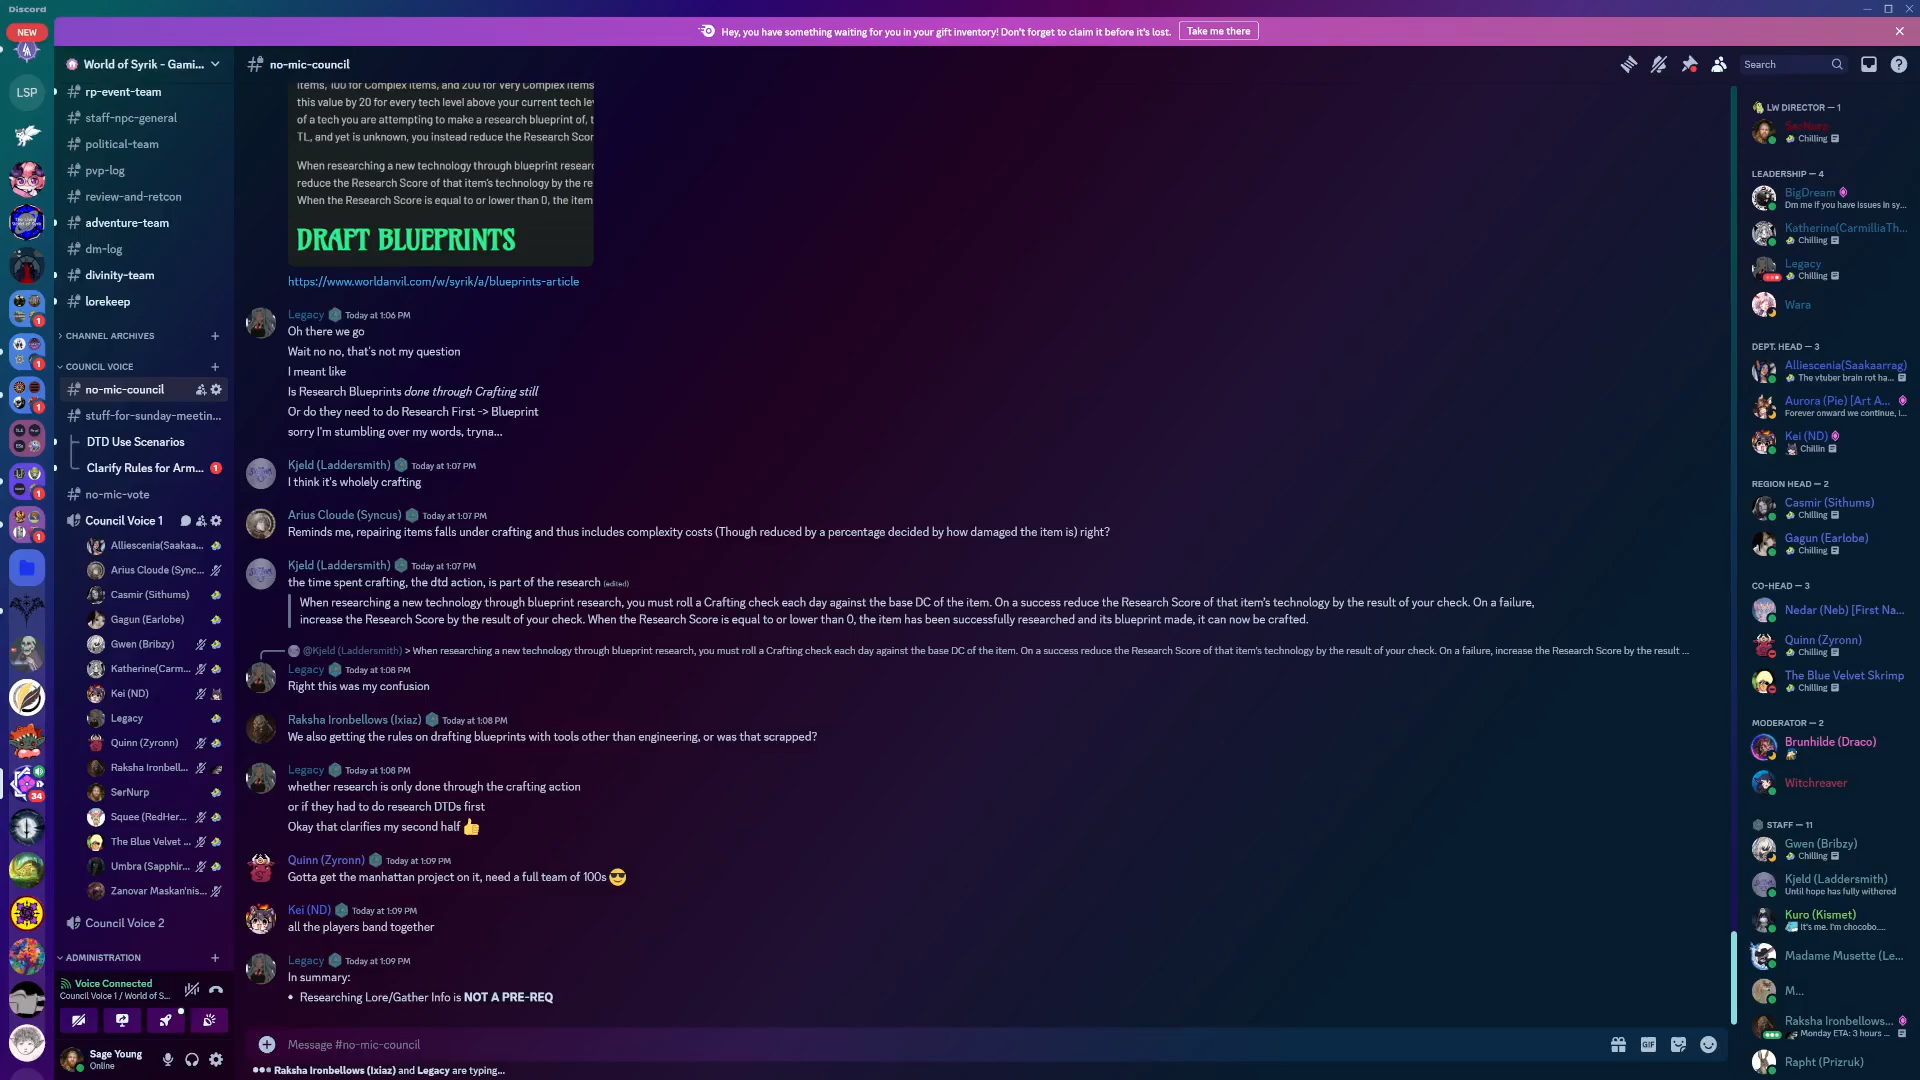 Discord
Hey, you have something waiting for you in your gift inventory! Don't forget to claim it before it's lost.
Take me there
NEW
LSP
1
1
1
1
1
34
World of Syrik - Gami...
rp-event-team
staff-npc-general
political-team
pvp-log
review-and-retcon
adventure-team
dm-log
divinity-team
lorekeep
CHANNEL ARCHIVES
COUNCIL VOICE
no-mic-council
stuff-for-sunday-meetin...
DTD Use Scenarios
Clarify Rules for Arm... 1
no-mic-vote
Council Voice 1
Alliescenia(Saakaa...
Arius Cloude (Sync...
Casmir (Sithums)
Gagun (Earlobe)
Gwen (Bribzy)
Katherine(Carm...
Kei (ND)
Legacy
Quinn (Zyronn)
Raksha Ironbell...
SerNurp
Squee (RedHer...
The Blue Velvet ...
Umbra (Sapphir...
Zanovar Maskan'nis...
Council Voice 2
ADMINISTRATION
Voice Connected
Council Voice 1 / World of S...
Sage Young
Online
no-mic-council
Search
items, 100 for Complex items, and 200 for Very Complex items
this value by 20 for every tech level above your current tech lev
of a tech you are attempting to make a research blueprint of, t
TL, and yet is unknown, you instead reduce the Research Scor
When researching a new technology through blueprint researc
reduce the Research Score of that item's technology by the re
When the Research Score is equal to or lower than 0, the item
DRAFT BLUEPRINTS
https://www.worldanvil.com/w/syrik/a/blueprints-article
Legacy Today at 1:06 PM
Oh there we go
Wait no no, that's not my question
I meant like
Is Research Blueprints done through Crafting still
Or do they need to do Research First -> Blueprint
sorry I'm stumbling over my words, tryna...
Kjeld (Laddersmith) Today at 1:07 PM
I think it's wholely crafting
Arius Cloude (Syncus) Today at 1:07 PM
Reminds me, repairing items falls under crafting and thus includes complexity costs (Though reduced by a percentage decided by how damaged the item is) right?
Kjeld (Laddersmith) Today at 1:07 PM
the time spent crafting, the dtd action, is part of the research (edited)
When researching a new technology through blueprint research, you must roll a Crafting check each day against the base DC of the item. On a success reduce the Research Score of that item's technology by the result of your check. On a failure,
increase the Research Score by the result of your check. When the Research Score is equal to or lower than 0, the item has been successfully researched and its blueprint made, it can now be crafted.
@Kjeld (Laddersmith) > When researching a new technology through blueprint research, you must roll a Crafting check each day against the base DC of the item. On a success reduce the Research Score of that item's technology by the result of your check. On a failure, increase the Research Score by the result ...
Legacy Today at 1:08 PM
Right this was my confusion
Raksha Ironbellows (Ixiaz) Today at 1:08 PM
We also getting the rules on drafting blueprints with tools other than engineering, or was that scrapped?
Legacy Today at 1:08 PM
whether research is only done through the crafting action
or if they had to do research DTDs first
Okay that clarifies my second half 👍
Quinn (Zyronn) Today at 1:09 PM
Gotta get the manhattan project on it, need a full team of 100s 😎
Kei (ND) Today at 1:09 PM
all the players band together
Legacy Today at 1:09 PM
In summary:
• Researching Lore/Gather Info is NOT A PRE-REQ
Message #no-mic-council
GIF
Raksha Ironbellows (Ixiaz) and Legacy are typing...
LW DIRECTOR — 1
SerNurp
Chilling
LEADERSHIP — 4
BigDream
Dm me if you have issues in sy...
Katherine(CarmilliaTh...
Chilling
Legacy
Chilling
Wara
DEPT. HEAD — 3
Alliescenia(Saakaarrag)
The vtuber brain rot ha...
Aurora (Pie) [Art A...
Forever onward we continue, i...
Kei (ND)
Chillin
REGION HEAD — 2
Casmir (Sithums)
Chilling
Gagun (Earlobe)
Chilling
CO-HEAD — 3
Nedar (Neb) [First Na...
Quinn (Zyronn)
Chilling
The Blue Velvet Skrimp
Chilling
MODERATOR — 2
Brunhilde (Draco)
Witchreaver
STAFF — 11
Gwen (Bribzy)
Chilling
Kjeld (Laddersmith)
Until hope has fully withered
Kuro (Kismet)
It's me. I'm chocobo....
Madame Musette (Le...
M...
Raksha Ironbellows...
Monday ETA: 3 hours ...
Rapht (Prizruk)